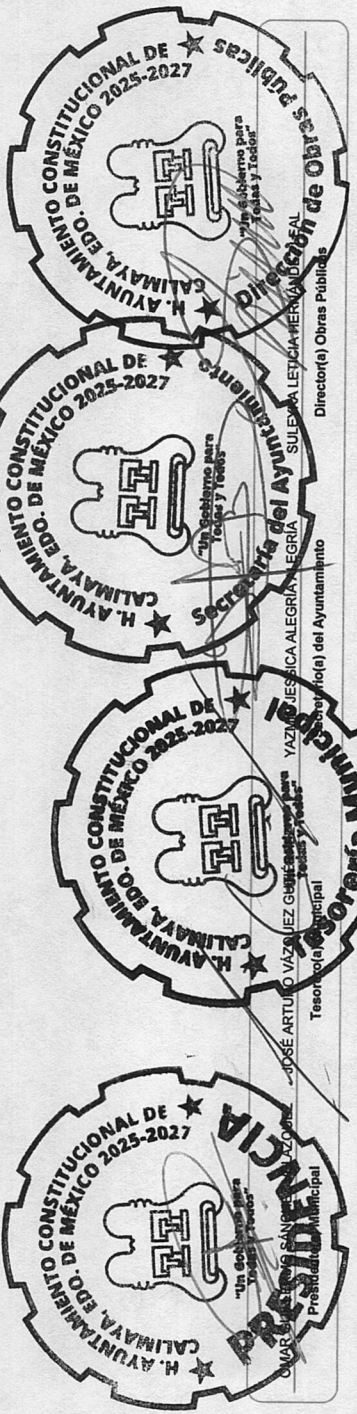 H. AYUNTAMIENTO CONSTITUCIONAL DE
CALIMAYA, EDO. DE MÉXICO 2025-2027
"Un Gobierno para
Todas y Todos"
PRESIDENCIA
OMAR SÁNCHEZ VÁZQUEZ
Presidente Municipal
H. AYUNTAMIENTO CONSTITUCIONAL DE
CALIMAYA, EDO. DE MÉXICO 2025-2027
"Un Gobierno para
Todas y Todos"
Tesorería Municipal
JOSÉ ARTURO VÁZQUEZ
Tesorero(a) Municipal
H. AYUNTAMIENTO CONSTITUCIONAL DE
CALIMAYA, EDO. DE MÉXICO 2025-2027
"Un Gobierno para
Todas y Todos"
Secretaría del Ayuntamiento
JESSICA ALEGRÍA ALEGRÍA
Secretario(a) del Ayuntamiento
H. AYUNTAMIENTO CONSTITUCIONAL DE
CALIMAYA, EDO. DE MÉXICO 2025-2027
"Un Gobierno para
Todas y Todos"
Dirección de Obras Públicas
LETICIA HERNÁNDEZ LEAL
Director(a) Obras Públicas